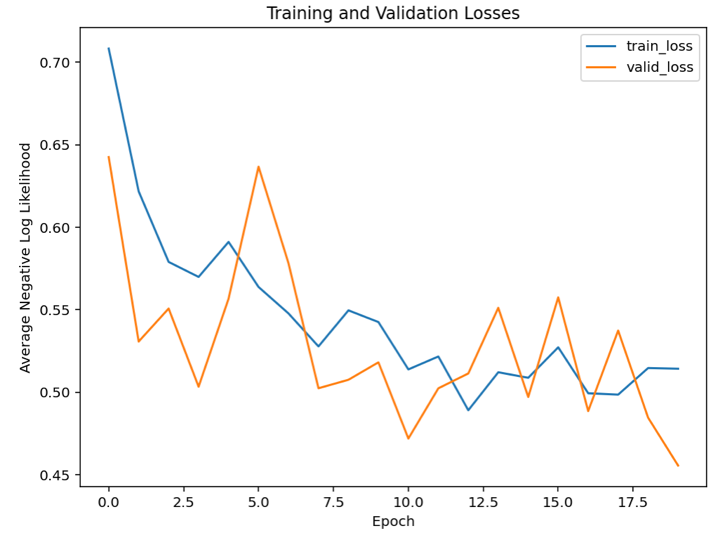 Training and Validation Losses
train_loss
valid_loss
0.70
0.65
0.60
0.55
0.50
0.45
Average Negative Log Likelihood
0.0 2.5 5.0 7.5 10.0 12.5 15.0 17.5
Epoch